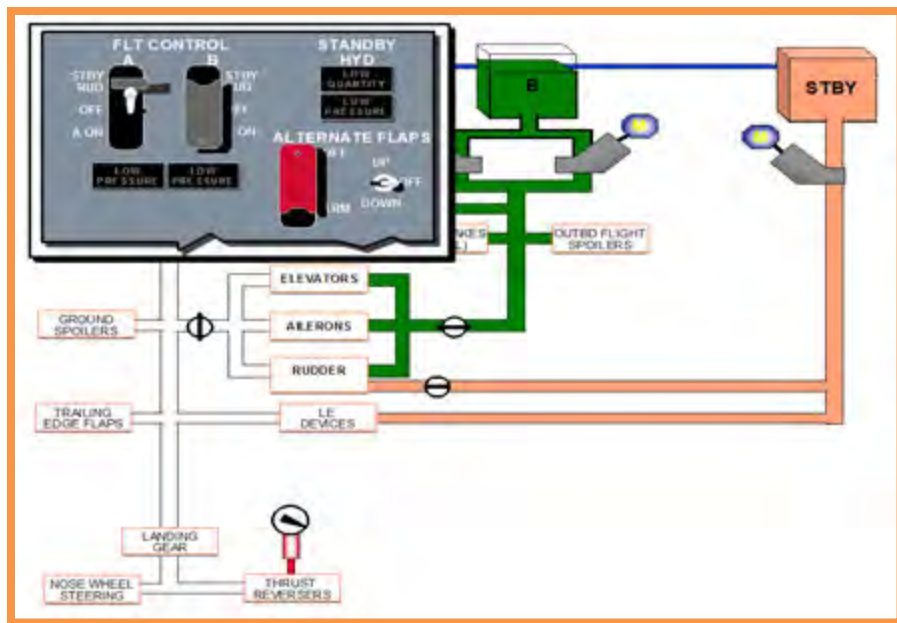 FLT CONTROL
A B
STBY
RUD
OFF
A ON
STBY
ON
LOW
PRESSURE
LOW
PRESSURE
STANDBY
HYD
LOW
QUANTITY
LOW
PRESSURE
ALTERNATE FLAPS
UP
OFF
DOWN
B
STBY
OUTBD FLIGHT
SPOILERS
ELEVATORS
GROUND
SPOILERS
AILERONS
RUDDER
TRAILING
EDGE FLAPS
LE
DEVICES
LANDING
GEAR
NOSE WHEEL
STEERING
THRUST
REVERSERS